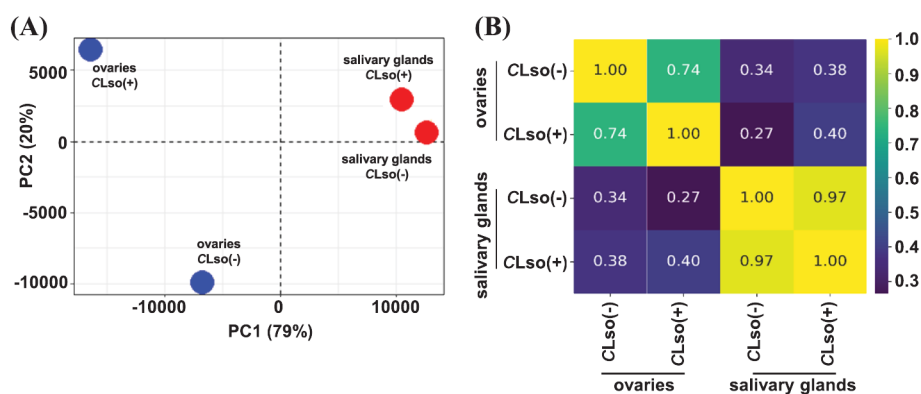 (A)
5000
0
-5000
-10000
PC2 (20%)
ovaries
CLso(+)
salivary glands
CLso(+)
salivary glands
CLso(-)
ovaries
CLso(-)
-10000
0
10000
PC1 (79%)
(B)
ovaries
salivary glands
CLso(-)
1.00
0.74
0.34
0.38
CLso(+)
0.74
1.00
0.27
0.40
CLso(-)
0.34
0.27
1.00
0.97
CLso(+)
0.38
0.40
0.97
1.00
CLso(-)
CLso(+)
CLso(-)
CLso(+)
ovaries
salivary glands
1.0
0.9
0.8
0.7
0.6
0.5
0.4
0.3